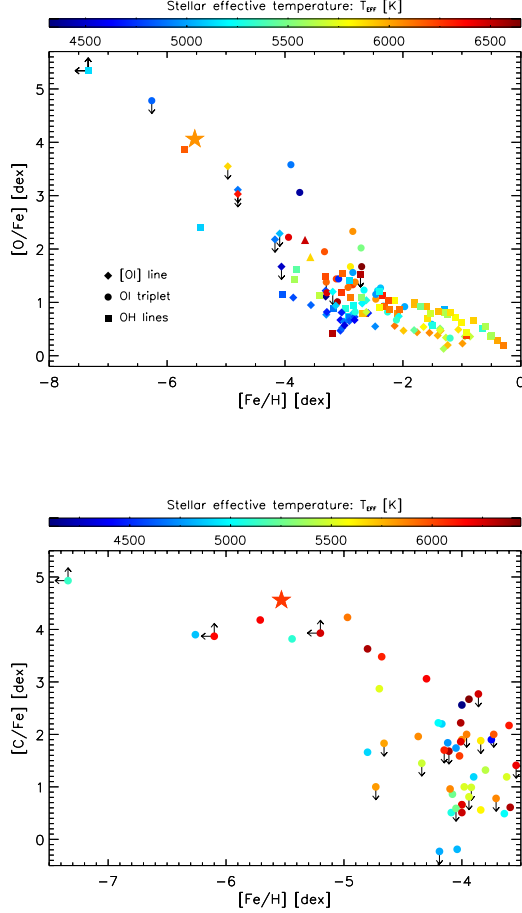 Stellar effective temperature: T_EFF [K]
4500 5000 5500 6000 6500
5
4
3
2
1
0
[O/Fe] [dex]
[OI] line
OI triplet
OH lines
-8 -6 -4 -2 0
[Fe/H] [dex]
Stellar effective temperature: T_EFF [K]
4500 5000 5500 6000
5
4
3
2
1
0
[C/Fe] [dex]
-7 -6 -5 -4
[Fe/H] [dex]